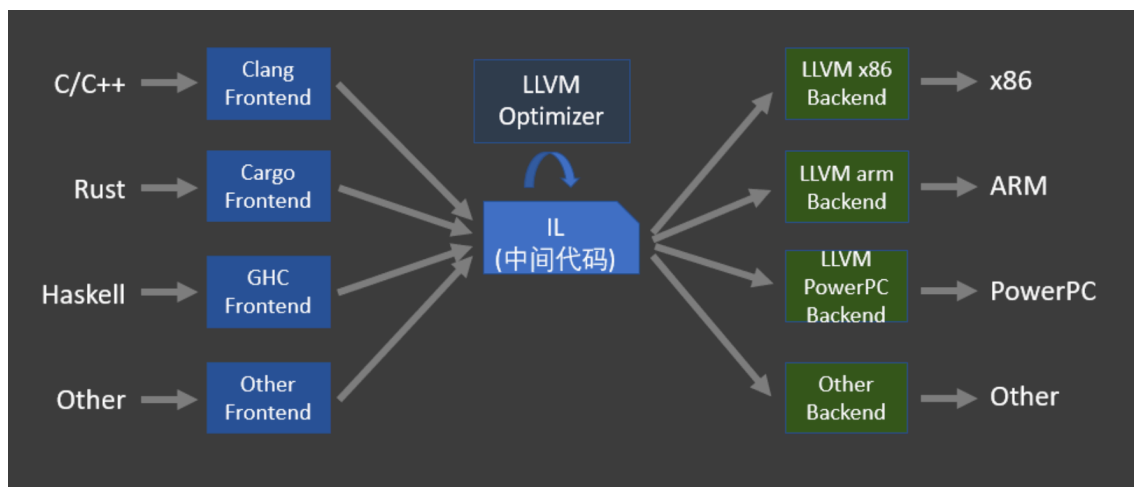 C/C++
Clang
Frontend
LLVM
Optimizer
LLVM x86
Backend
x86
Rust
Cargo
Frontend
IL
(中间代码)
LLVM arm
Backend
ARM
Haskell
GHC
Frontend
LLVM
PowerPC
Backend
PowerPC
Other
Other
Frontend
Other
Backend
Other